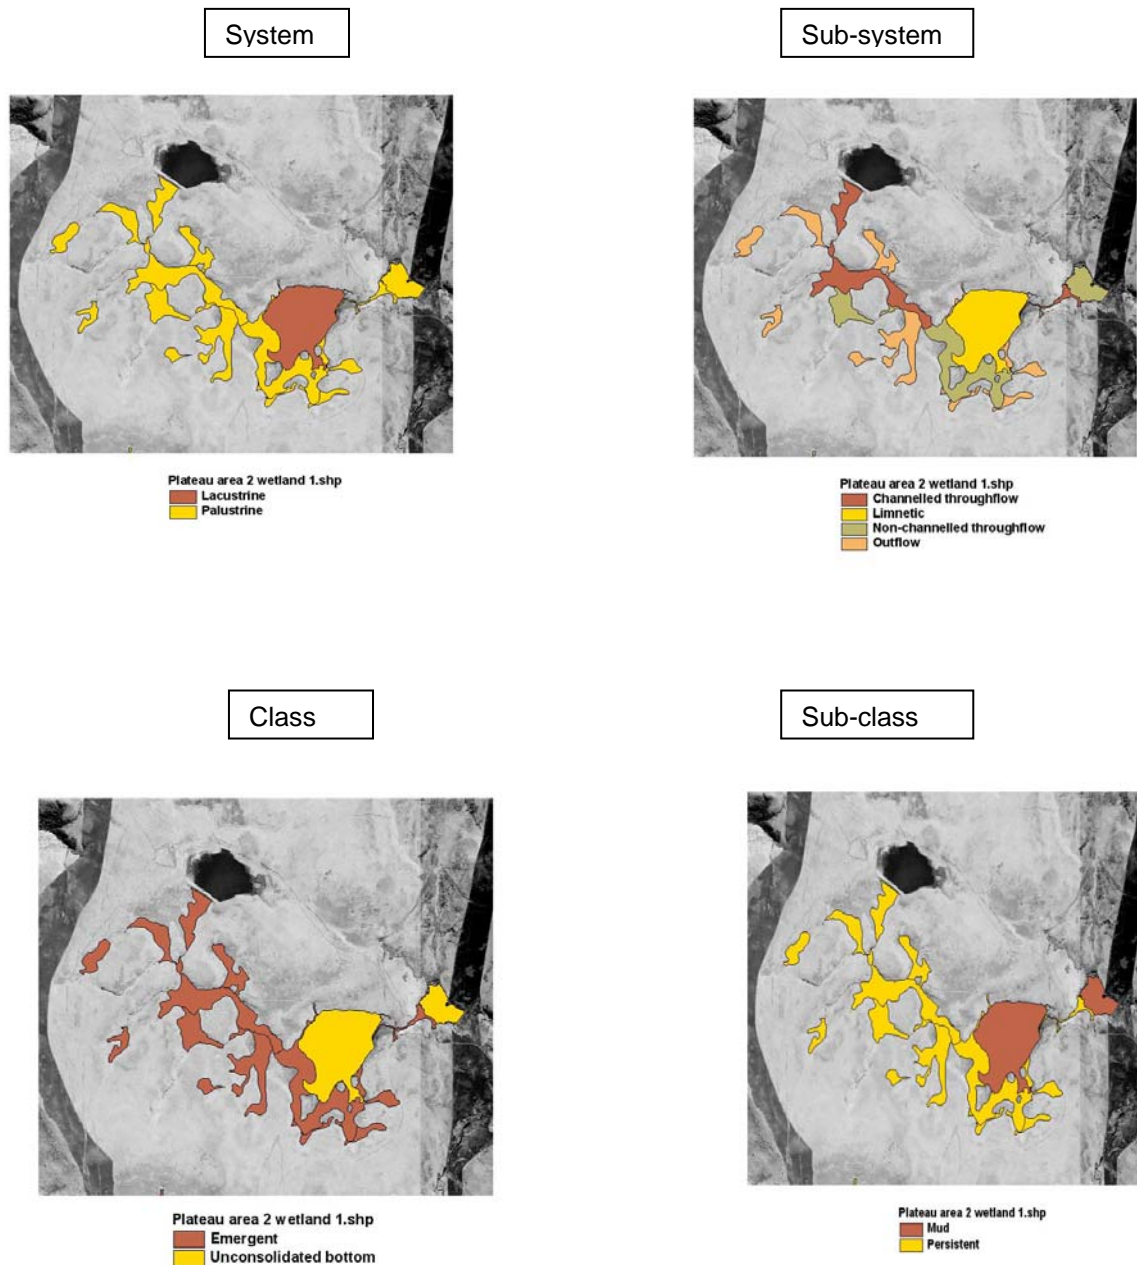 System
Sub-system
Plateau area 2 wetland 1.shp
Lacustrine
Palustrine
Plateau area 2 wetland 1.shp
Channelled throughflow
Limnetic
Non-channelled throughflow
Outflow
Class
Sub-class
Plateau area 2 wetland 1.shp
Emergent
Unconsolidated bottom
Plateau area 2 wetland 1.shp
Mud
Persistent